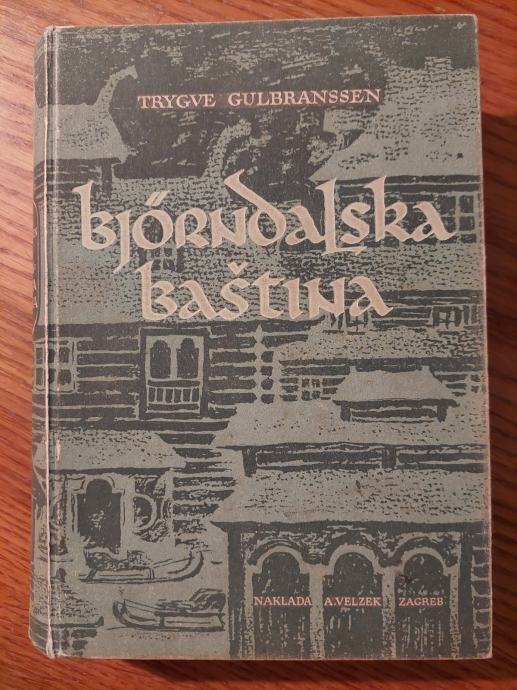 TRYGVE GULBRANSSEN
BJÖRNDALSKA
BAŠTINA
NAKLADA A.VELZEK ZAGREB